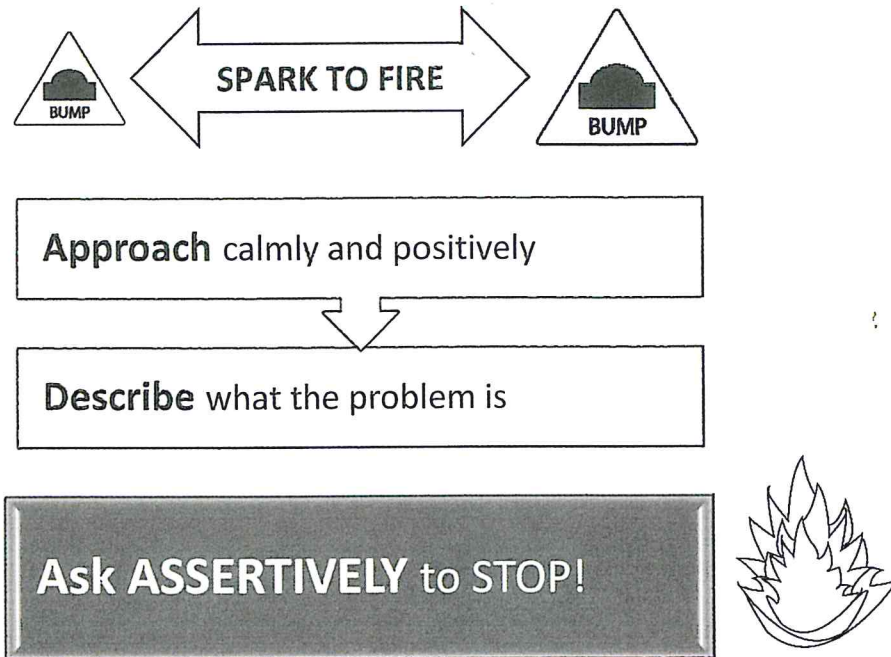 SPARK TO FIRE
BUMP
BUMP
Approach calmly and positively
Describe what the problem is
Ask ASSERTIVELY to STOP!